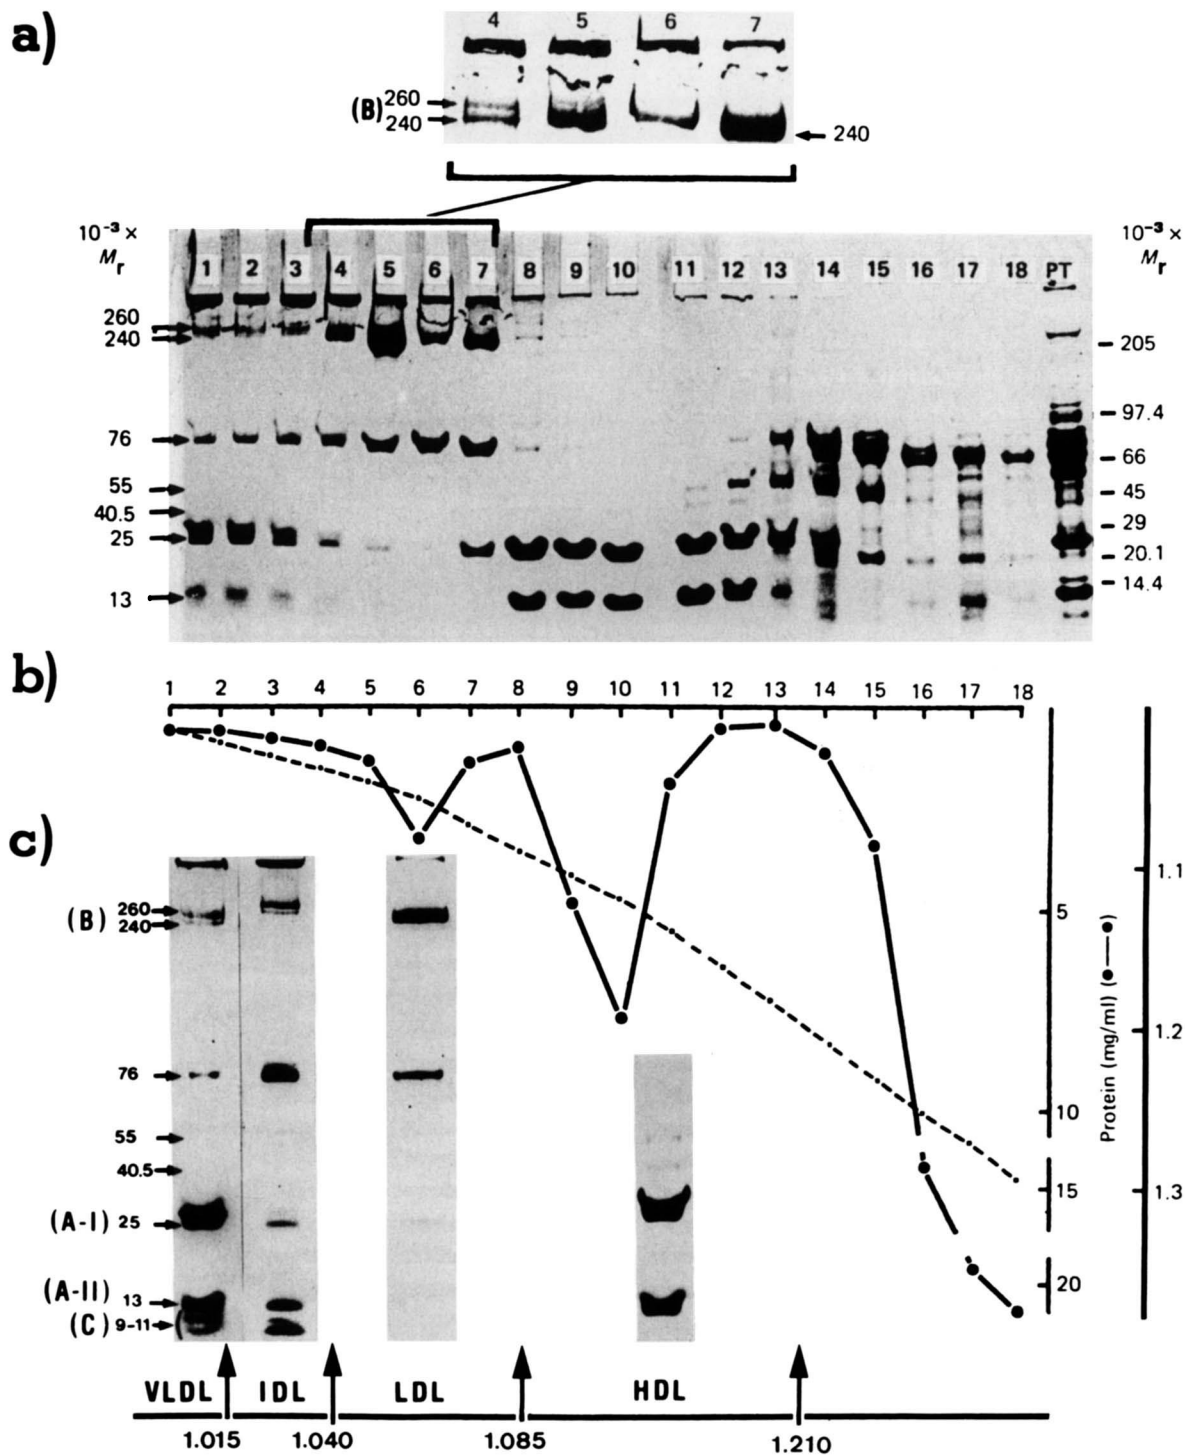 a)
4 5 6 7
(B) 260
240
240
10⁻³ ×
Mr
10⁻³ ×
Mr
1 2 3 4 5 6 7 8 9 10 11 12 13 14 15 16 17 18 PT
260
240
76
55
40.5
25
13
205
97.4
66
45
29
20.1
14.4
b)
1 2 3 4 5 6 7 8 9 10 11 12 13 14 15 16 17 18
5
10
15
20
Protein (mg/ml) (●—●)
1.1
1.2
1.3
c)
(B) 260
240
76
55
40.5
(A-I) 25
(A-II) 13
(C) 9-11
VLDL IDL LDL HDL
1.015 1.040 1.085 1.210